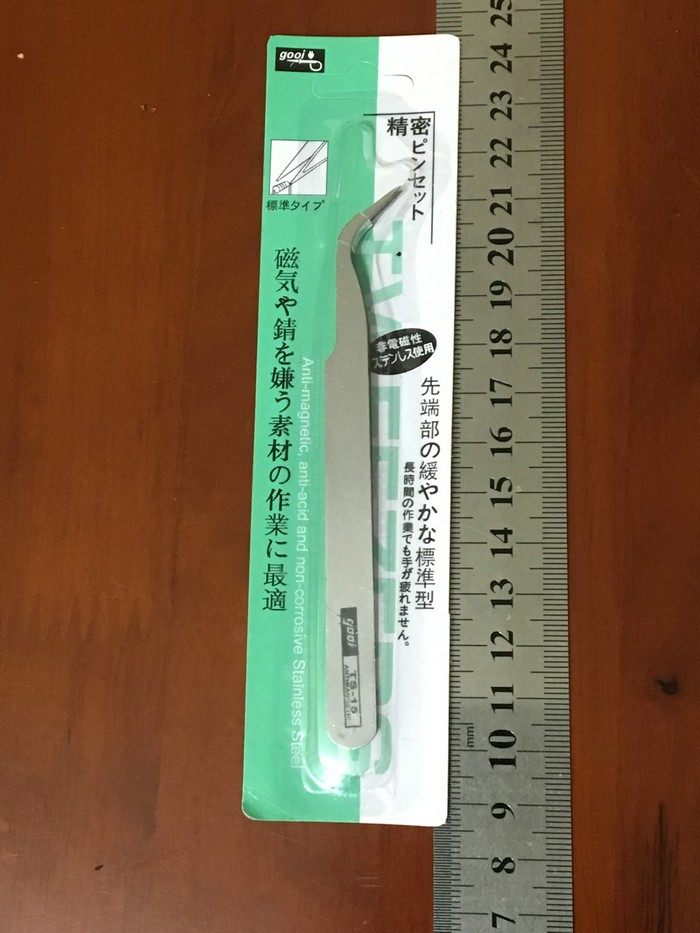 gooi
標準タイプ
精密ピンセット
磁気や錆を嫌う素材の作業に最適
Anti-magnetic, anti-acid and non-corrosive Stainless Steel
TWEEZERS
非電磁性
ステンレス使用
先端部の緩やかな標準型
長時間の作業でも手が疲れません。
gooi
TS-15
ANTIMAGNETIC
25
24
23
22
21
20
19
18
17
16
15
14
13
12
11
10
mm
9
8
7